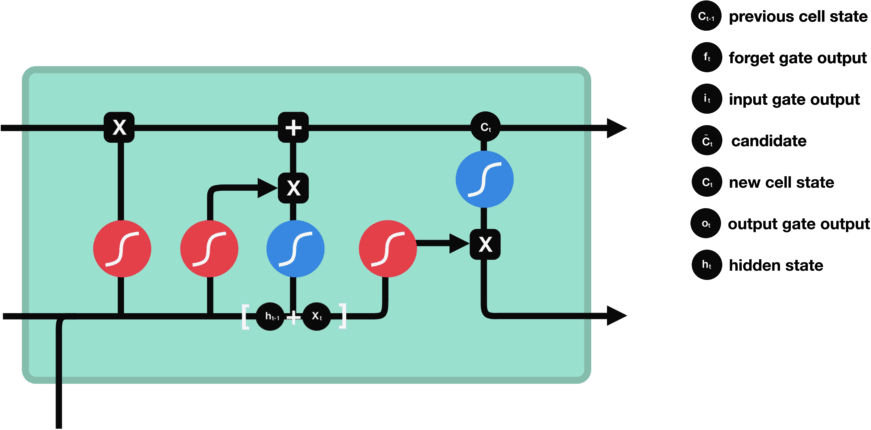 Ct-1 previous cell state
ft forget gate output
it input gate output
C̃t candidate
Ct new cell state
ot output gate output
ht hidden state
X + Ct
X
X
[ ht-1 + Xt ]